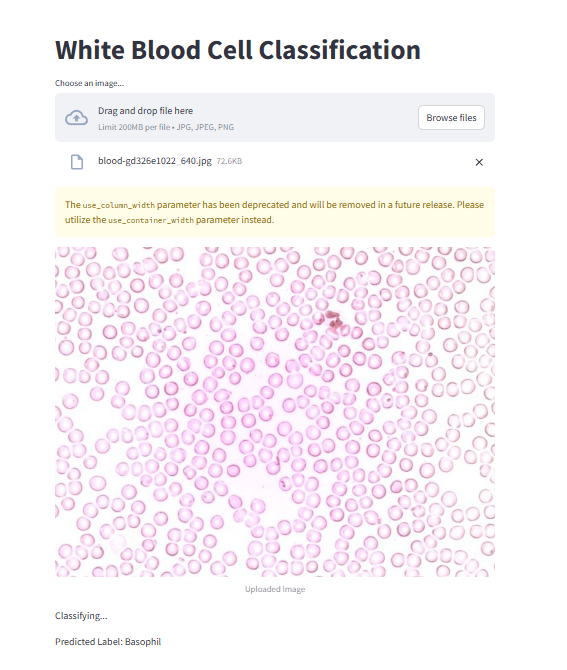 White Blood Cell Classification
Choose an image...
Drag and drop file here
Limit 200MB per file • JPG, JPEG, PNG
Browse files
blood-gd326e1022_640.jpg 72.6KB
The use_column_width parameter has been deprecated and will be removed in a future release. Please
utilize the use_container_width parameter instead.
Uploaded Image
Classifying...
Predicted Label: Basophil